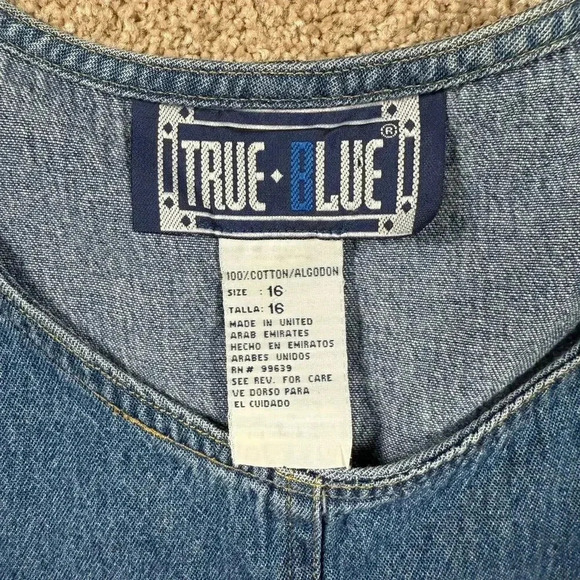 TRUE BLUE®
100%COTTON/ALGODON
SIZE : 16
TALLA: 16
MADE IN UNITED
ARAB EMIRATES
HECHO EN EMIRATOS
ARABES UNIDOS
RN# 99639
SEE REV. FOR CARE
VE DORSO PARA
EL CUIDADO